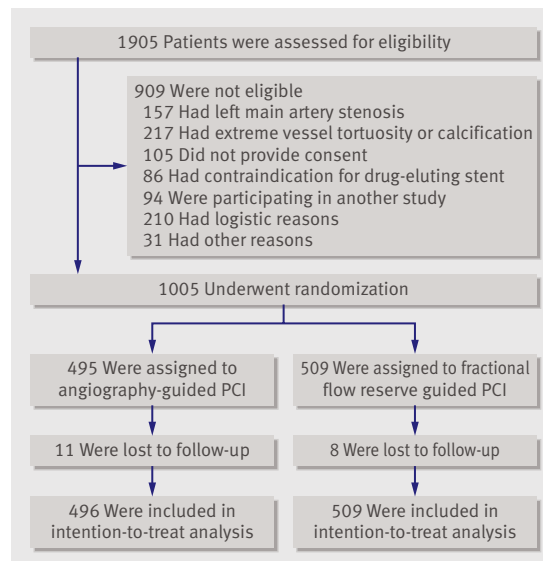 1905 Patients were assessed for eligibility
909 Were not eligible
157 Had left main artery stenosis
217 Had extreme vessel tortuosity or calcification
105 Did not provide consent
86 Had contraindication for drug-eluting stent
94 Were participating in another study
210 Had logistic reasons
31 Had other reasons
1005 Underwent randomization
495 Were assigned to
angiography-guided PCI
509 Were assigned to fractional
flow reserve guided PCI
11 Were lost to follow-up
8 Were lost to follow-up
496 Were included in
intention-to-treat analysis
509 Were included in
intention-to-treat analysis